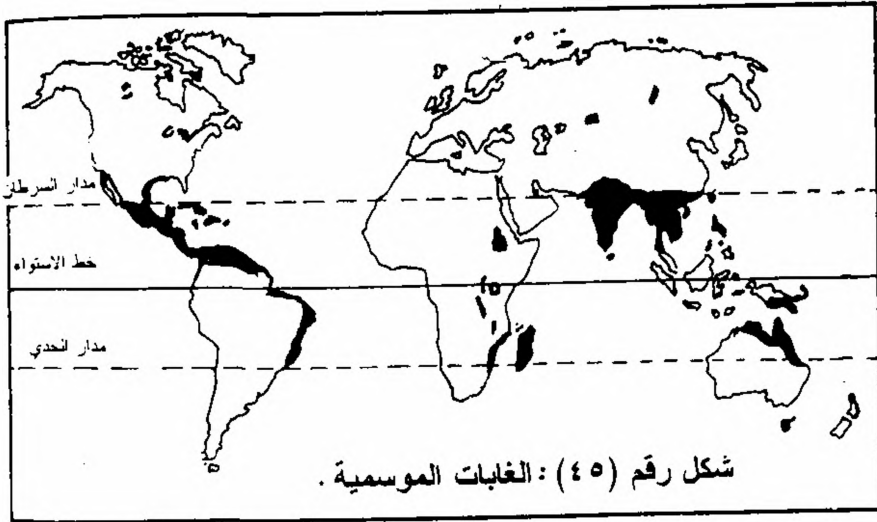 مدار السرطان
خط الاستواء
مدار الجدي
شكل رقم (٤٥) : الغابات الموسمية .